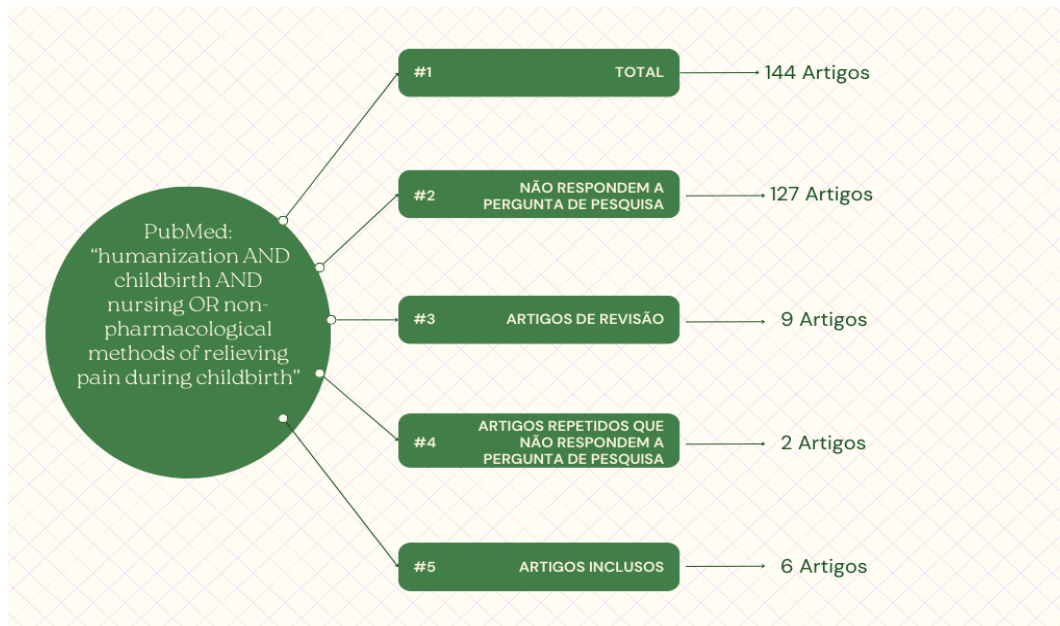 PubMed:
“humanization AND
childbirth AND
nursing OR non-
pharmacological
methods of relieving
pain during childbirth”
#1 TOTAL 144 Artigos
#2 NÃO RESPONDEM A
PERGUNTA DE PESQUISA 127 Artigos
#3 ARTIGOS DE REVISÃO 9 Artigos
#4 ARTIGOS REPETIDOS QUE
NÃO RESPONDEM A
PERGUNTA DE PESQUISA 2 Artigos
#5 ARTIGOS INCLUSOS 6 Artigos